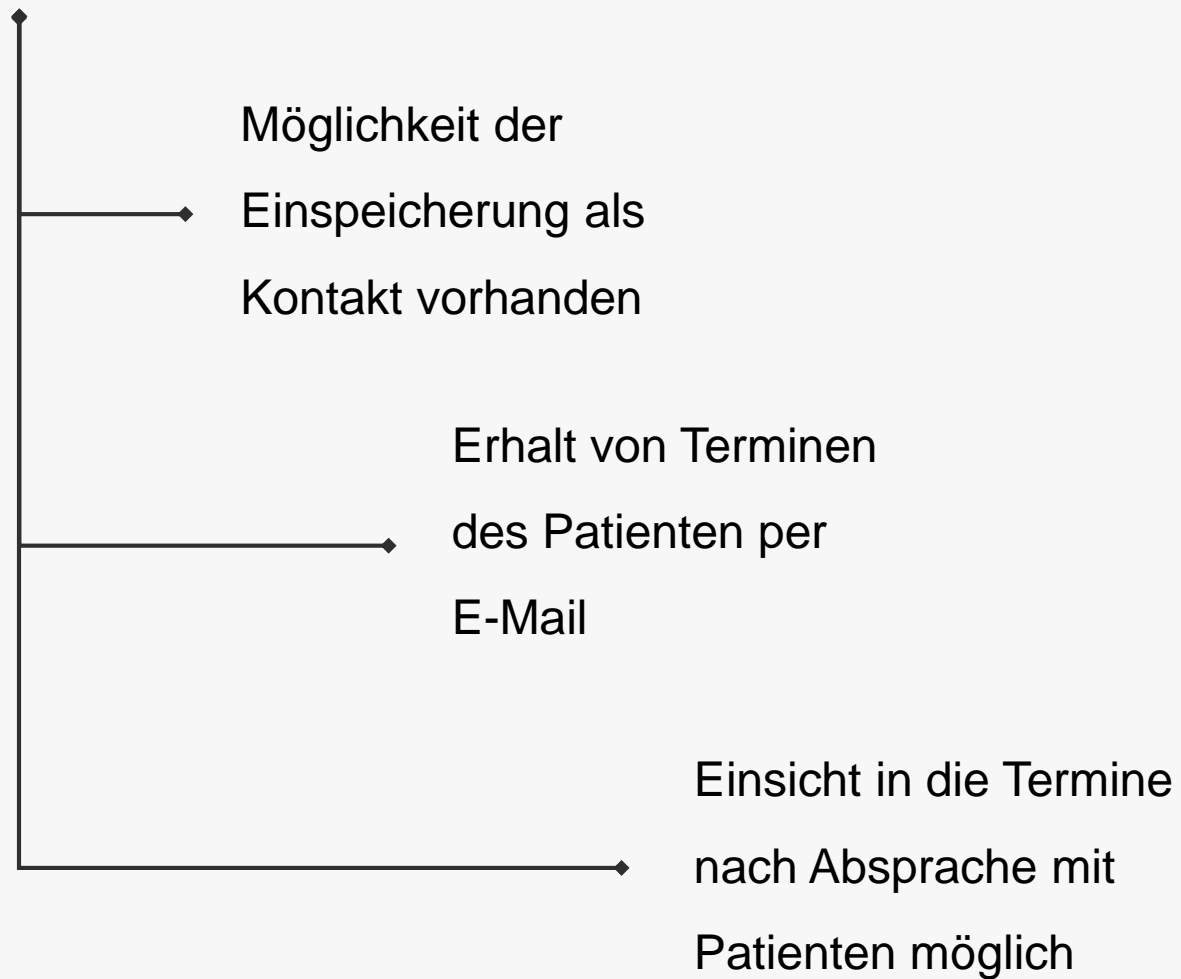 Möglichkeit der
Einspeicherung als
Kontakt vorhanden
Erhalt von Terminen
des Patienten per
E-Mail
Einsicht in die Termine
nach Absprache mit
Patienten möglich